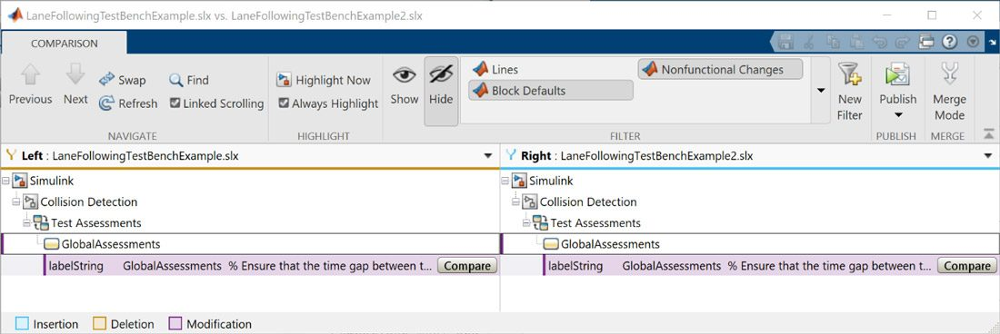 LaneFollowingTestBenchExample.slx vs. LaneFollowingTestBenchExample2.slx
COMPARISON
Previous
Next
Swap
Refresh
Find
Linked Scrolling
NAVIGATE
Highlight Now
Always Highlight
HIGHLIGHT
Show
Hide
Lines
Nonfunctional Changes
Block Defaults
FILTER
New Filter
Publish
PUBLISH
Merge Mode
MERGE
Left : LaneFollowingTestBenchExample.slx
Simulink
Collision Detection
Test Assessments
GlobalAssessments
labelString GlobalAssessments % Ensure that the time gap between t... Compare
Right : LaneFollowingTestBenchExample2.slx
Simulink
Collision Detection
Test Assessments
GlobalAssessments
labelString GlobalAssessments % Ensure that the time gap between t... Compare
Insertion Deletion Modification